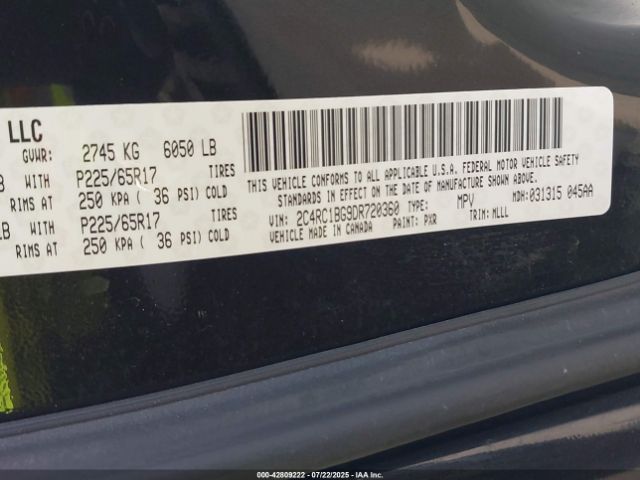 LLC
GVWR: 2745 KG 6050 LB
B WITH P225/65R17 TIRES
RIMS AT 250 KPA ( 36 PSI) COLD
LB WITH P225/65R17 TIRES
RIMS AT 250 KPA ( 36 PSI) COLD
THIS VEHICLE CONFORMS TO ALL APPLICABLE U.S.A. FEDERAL MOTOR VEHICLE SAFETY
STANDARDS IN EFFECT ON THE DATE OF MANUFACTURE SHOWN ABOVE.
VIN: 2C4RC1BG9DR720360 TYPE: MPV MDH: 031315 045AA
VEHICLE MADE IN CANADA PAINT: PXR TRIM: MLLL
000-42809222 - 07/22/2025 - IAA Inc.